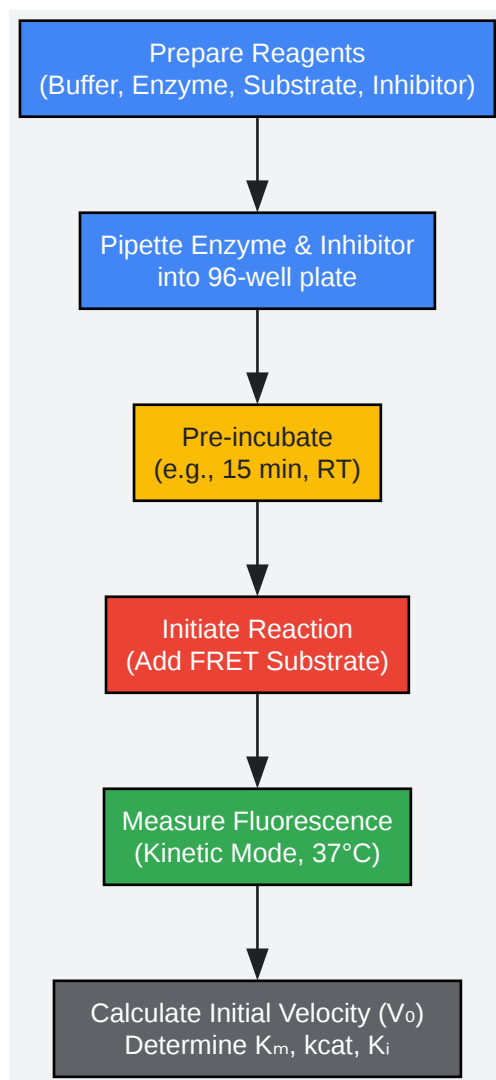 Prepare Reagents
(Buffer, Enzyme, Substrate, Inhibitor)
Pipette Enzyme & Inhibitor
into 96-well plate
Pre-incubate
(e.g., 15 min, RT)
Initiate Reaction
(Add FRET Substrate)
Measure Fluorescence
(Kinetic Mode, 37°C)
Calculate Initial Velocity (V₀)
Determine Kₘ, kcat, Kᵢ